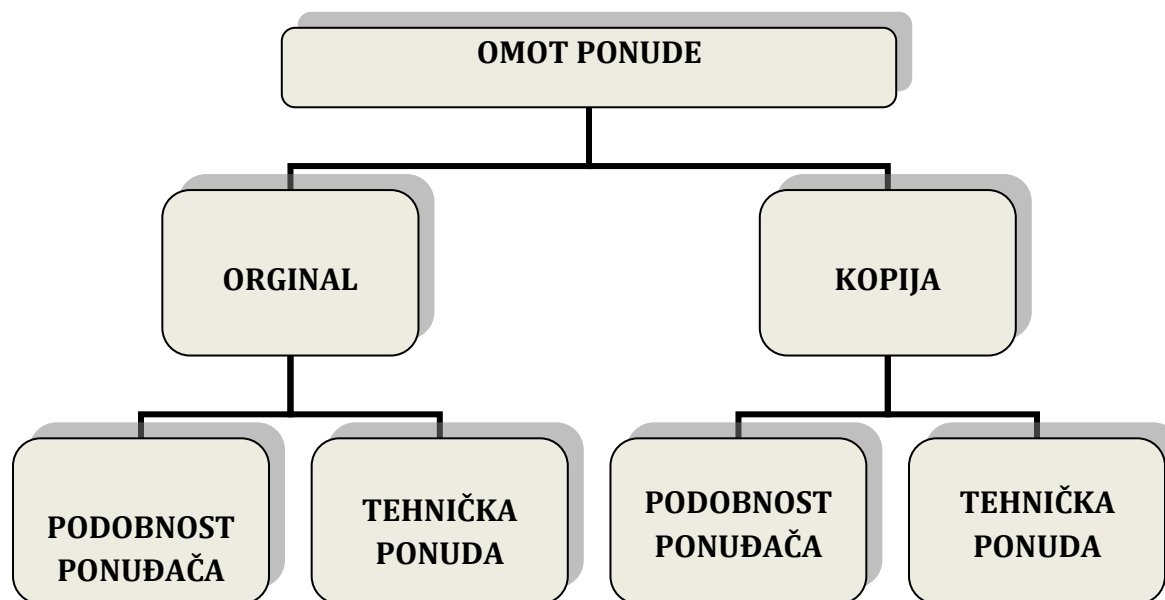 OMOT PONUDE
ORGINAL
KOPIJA
PODOBNOST
PONUĐAČA
TEHNIČKA
PONUDA
PODOBNOST
PONUĐAČA
TEHNIČKA
PONUDA